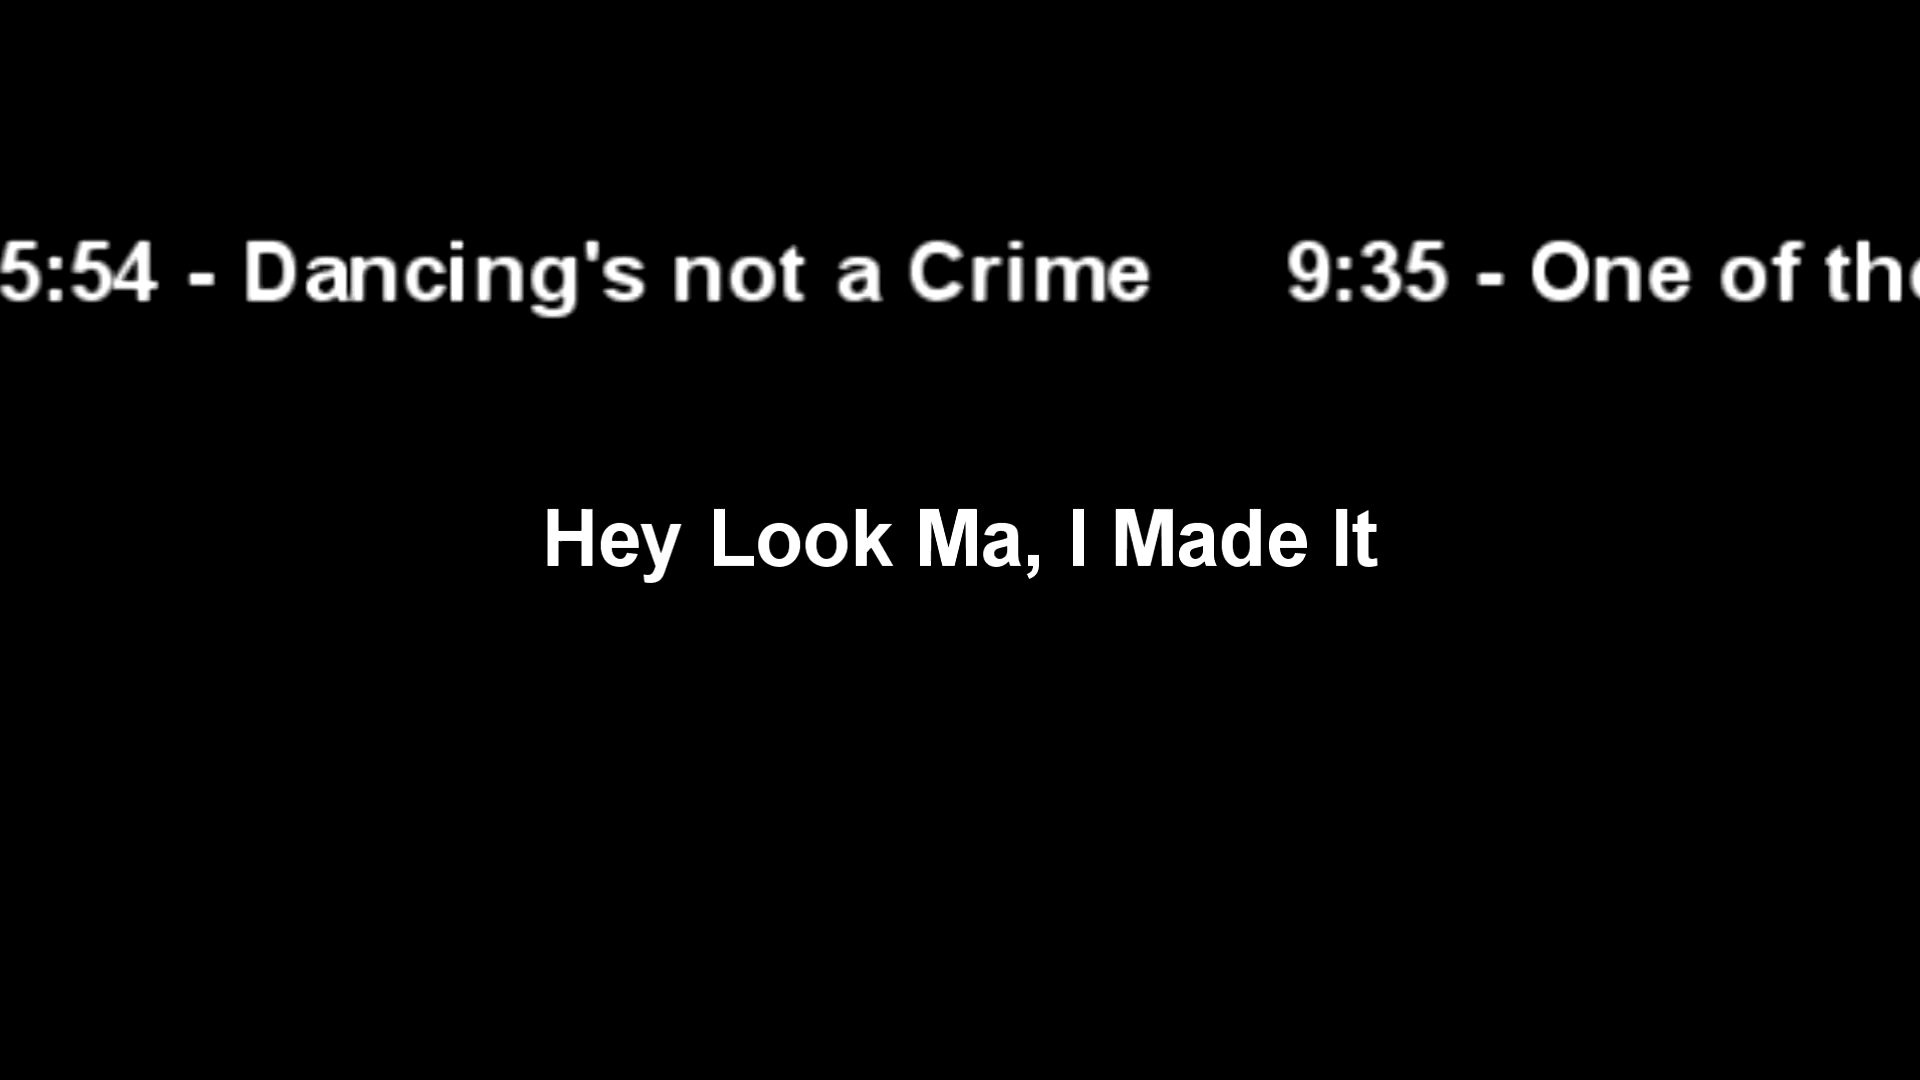 5:54 - Dancing's not a Crime 9:35 - One of
Hey Look Ma, I Made It